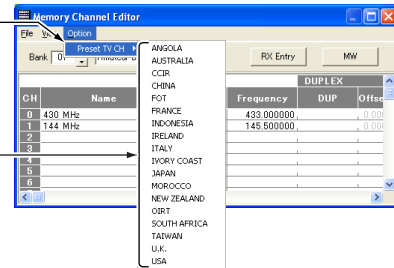 Memory Channel Editor
File
Option
Preset TV CH
Bank
RX Entry
MW
DUPLEX
CH Name Frequency DUP Offse
0 430 MHz 433.000000
1 144 MHz 145.500000
2
3
4
5
6
ANGOLA
AUSTRALIA
CCIR
CHINA
FOT
FRANCE
INDONESIA
IRELAND
ITALY
IVORY COAST
JAPAN
MOROCCO
NEW ZEALAND
OIRT
SOUTH AFRICA
TAIWAN
U.K.
USA